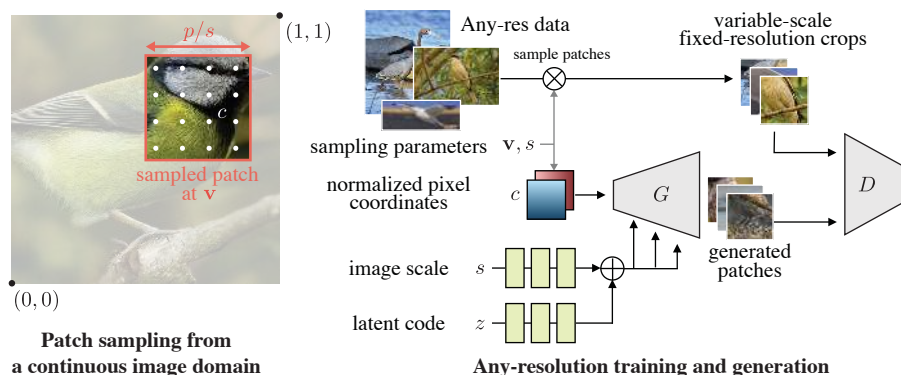 p/s
(1, 1)
c
sampled patch
at v
(0, 0)
Patch sampling from
a continuous image domain
Any-res data
sample patches
variable-scale
fixed-resolution crops
sampling parameters
v, s
normalized pixel
coordinates
c
G
D
generated
patches
image scale
s
latent code
z
Any-resolution training and generation